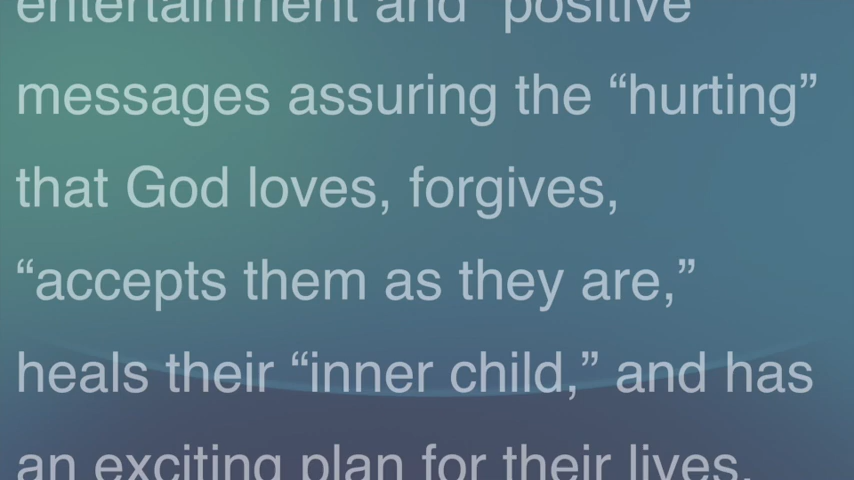 entertainment and “positive
messages assuring the “hurting”
that God loves, forgives,
“accepts them as they are,”
heals their “inner child,” and has
an exciting plan for their lives.